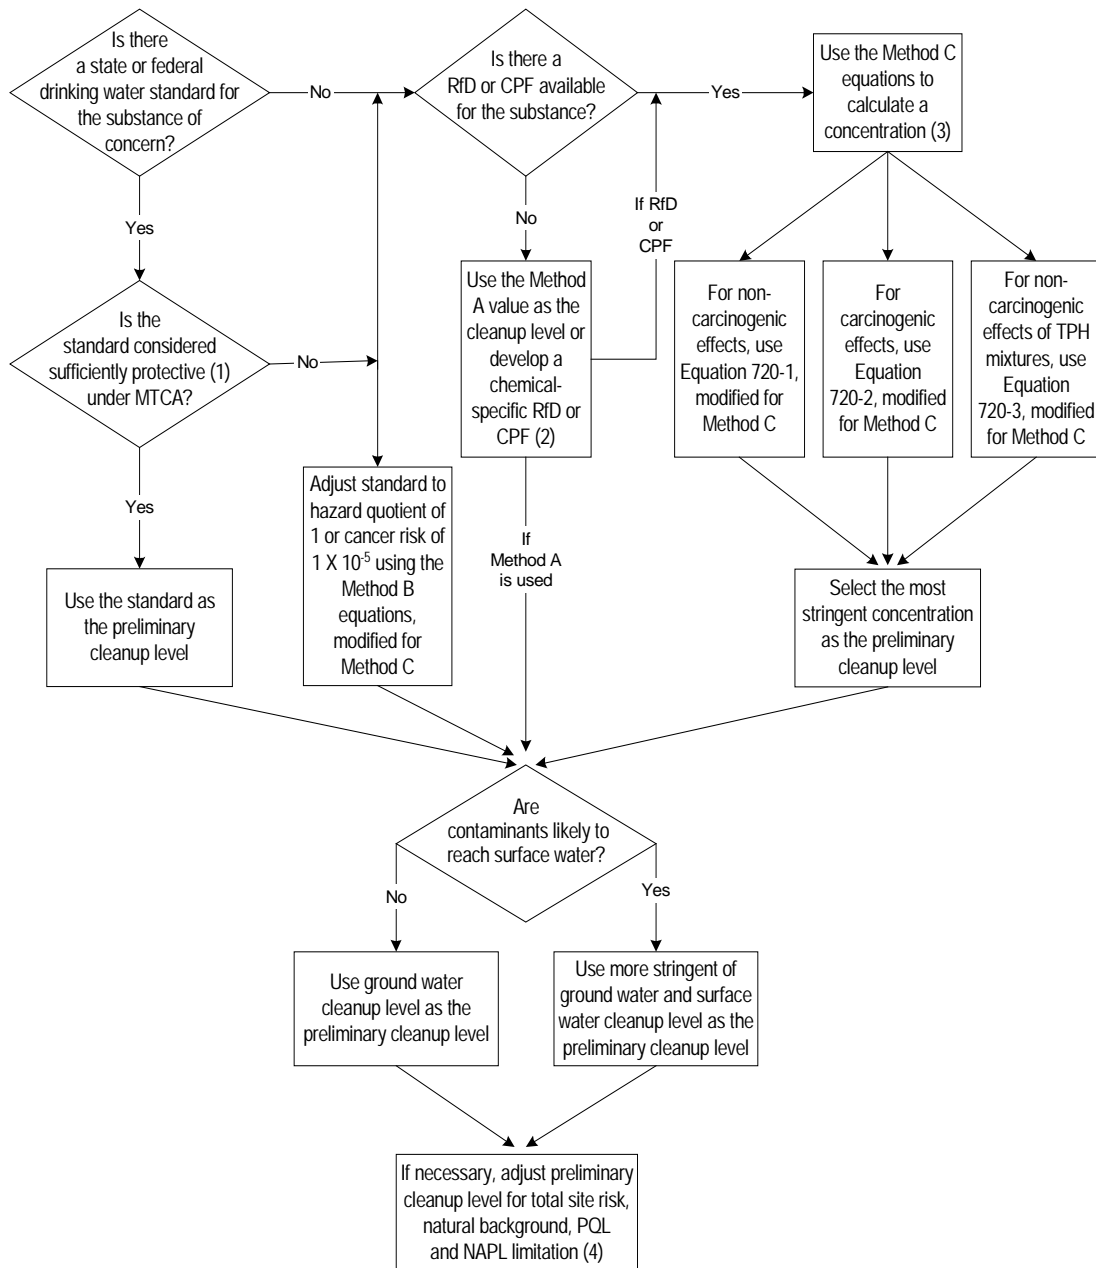 Is there
a state or federal
drinking water standard for
the substance of
concern?
No
Is there a
RfD or CPF available
for the substance?
Yes
Use the Method C
equations to
calculate a
concentration (3)
Yes
No
If RfD
or
CPF
Is the
standard considered
sufficiently protective (1)
under MTCA?
No
Use the Method
A value as the
cleanup level or
develop a
chemical-
specific RfD or
CPF (2)
For non-
carcinogenic
effects, use
Equation 720-1,
modified for
Method C
For
carcinogenic
effects, use
Equation
720-2, modified
for Method C
For non-
carcinogenic
effects of TPH
mixtures, use
Equation
720-3, modified
for Method C
Yes
Adjust standard to
hazard quotient of
1 or cancer risk of
1 X 10⁻⁵ using the
Method B
equations,
modified for
Method C
If
Method A
is used
Use the standard as
the preliminary
cleanup level
Select the most
stringent concentration
as the preliminary
cleanup level
Are
contaminants likely to
reach surface water?
No
Yes
Use ground water
cleanup level as the
preliminary cleanup level
Use more stringent of
ground water and surface
water cleanup level as the
preliminary cleanup level
If necessary, adjust preliminary
cleanup level for total site risk,
natural background, PQL
and NAPL limitation (4)